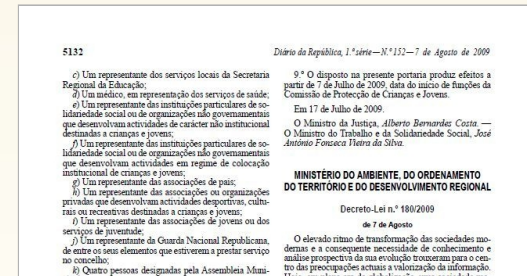 5132
Diário da República, 1.ª série—N.º 152—7 de Agosto de 2009
c) Um representante dos serviços locais da Secretaria
Regional da Educação;
d) Um médico, em representação dos serviços de saúde;
e) Um representante das instituições particulares de so-
lidariedade social ou de organizações não governamentais
que desenvolvam actividades de carácter não institucional
destinadas a crianças e jovens;
f) Um representante das instituições particulares de so-
lidariedade social ou de organizações não governamentais
que desenvolvam actividades em regime de colocação
institucional de crianças e jovens;
g) Um representante das associações de pais;
h) Um representante das associações ou organizações
privadas que desenvolvam actividades desportivas, cultu-
rais ou recreativas destinadas a crianças e jovens;
i) Um representante das associações de jovens ou dos
serviços de juventude;
j) Um representante da Guarda Nacional Republicana,
de entre os seus elementos que estiverem a prestar serviço
no concelho;
k) Quatro pessoas designadas pela Assembleia Muni-
9.º O disposto na presente portaria produz efeitos a
partir de 7 de Julho de 2009, data do início de funções da
Comissão de Protecção de Crianças e Jovens.
Em 17 de Julho de 2009.
O Ministro da Justiça, Alberto Bernardes Costa. —
O Ministro do Trabalho e da Solidariedade Social, José
António Fonseca Vieira da Silva.
MINISTÉRIO DO AMBIENTE, DO ORDENAMENTO
DO TERRITÓRIO E DO DESENVOLVIMENTO REGIONAL
Decreto-Lei n.º 180/2009
de 7 de Agosto
O elevado ritmo de transformação das sociedades mo-
dernas e a consequente necessidade de conhecimento e
análise prospectiva da sua evolução trouxeram para o cen-
tro das preocupações actuais a valorização da informação.